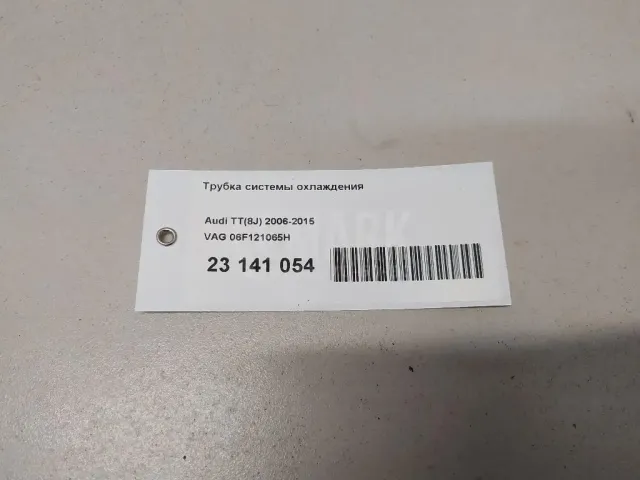 Трубка системы охлаждения
Audi TT(8J) 2006-2015
VAG 06F121065H
23 141 054